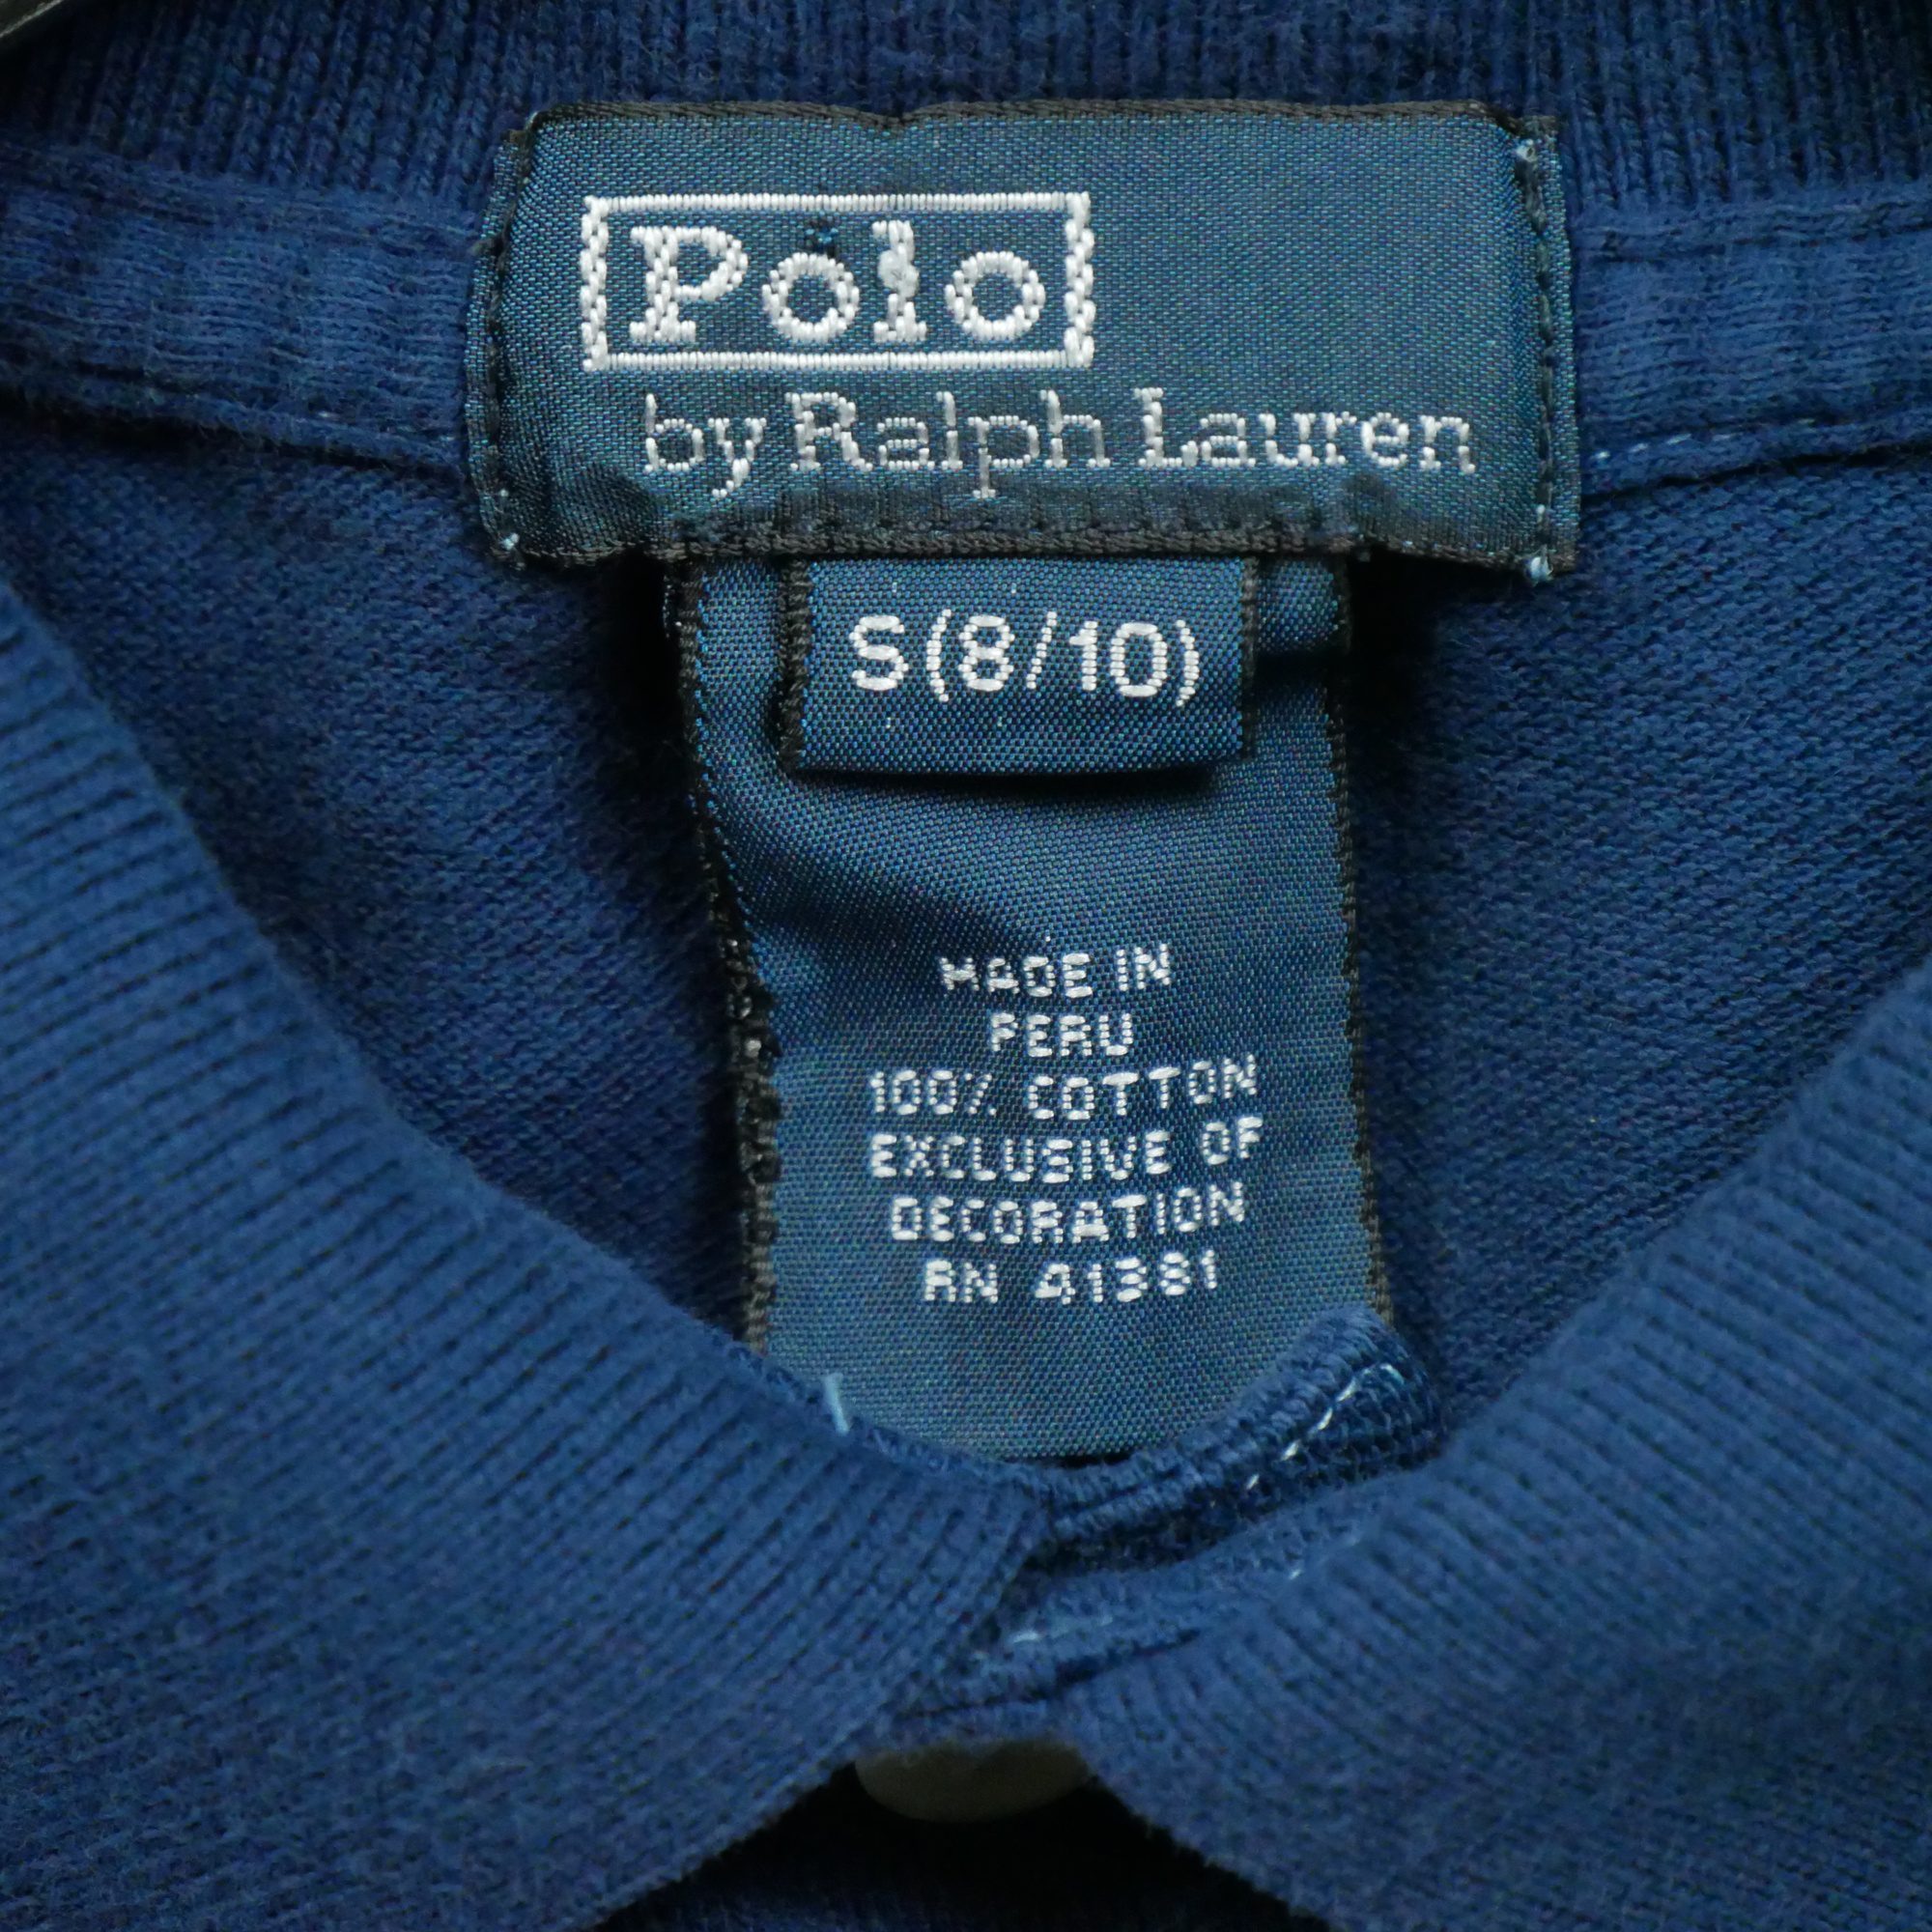 Polo
by Ralph Lauren
S(8/10)
MADE IN
PERU
100% COTTON
EXCLUSIVE OF
DECORATION
RN 41381